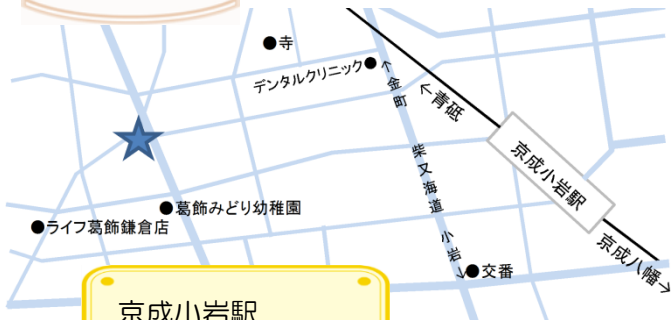 ●寺
デンタルクリニック●
↑金町
←青砥
柴又海道
京成小岩駅
●葛飾みどり幼稚園
●ライフ葛飾鎌倉店
小岩↓
京成八幡→
●交番
京成小岩駅